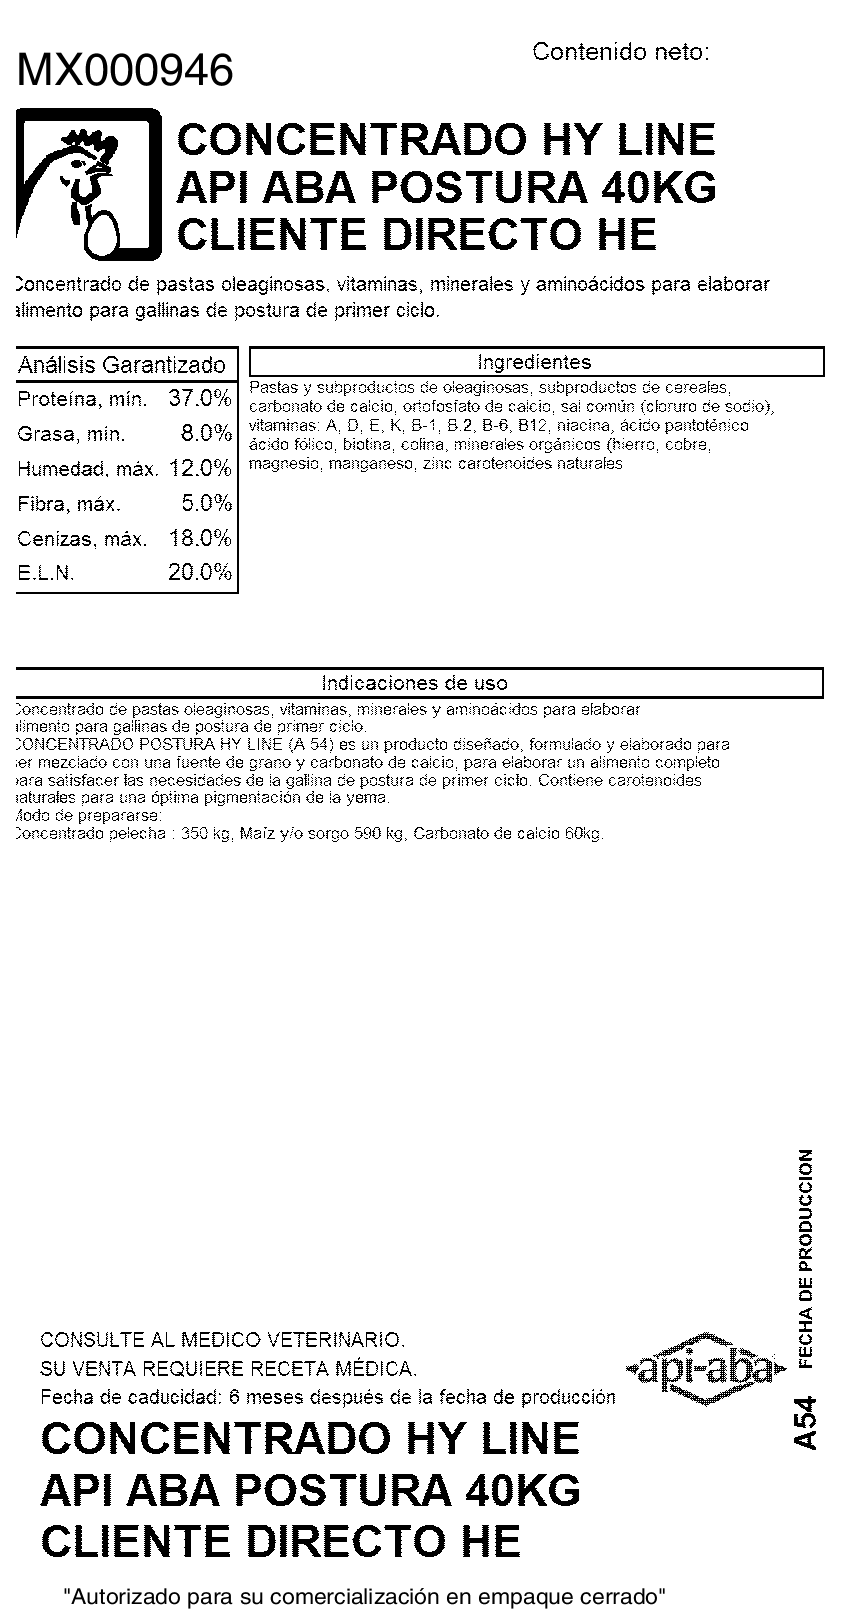 Contenido neto:
MX000946
CONCENTRADO HY LINE
API ABA POSTURA 40KG
CLIENTE DIRECTO HE
Concentrado de pastas oleaginosas, vitaminas, minerales y aminoácidos para elaborar
alimento para gallinas de postura de primer ciclo.
Análisis Garantizado
Proteína, mín. 37.0%
Grasa, mín. 8.0%
Humedad, máx. 12.0%
Fibra, máx. 5.0%
Cenizas, máx. 18.0%
E.L.N. 20.0%
Ingredientes
Pastas y subproductos de oleaginosas, subproductos de cereales,
carbonato de calcio, ortofosfato de calcio, sal común (cloruro de sodio),
vitaminas: A, D, E, K, B-1, B.2, B-6, B12, niacina, ácido pantoténico
ácido fólico, biotina, colina, minerales orgánicos (hierro, cobre,
magnesio, manganeso, zinc carotenoides naturales
Indicaciones de uso
Concentrado de pastas oleaginosas, vitaminas, minerales y aminoácidos para elaborar
alimento para gallinas de postura de primer ciclo.
CONCENTRADO POSTURA HY LINE (A 54) es un producto diseñado, formulado y elaborado para
ser mezclado con una fuente de grano y carbonato de calcio, para elaborar un alimento completo
para satisfacer las necesidades de la gallina de postura de primer ciclo. Contiene carotenoides
naturales para una óptima pigmentación de la yema.
Modo de prepararse:
Concentrado pelecha : 350 kg, Maíz y/o sorgo 590 kg, Carbonato de calcio 60kg.
A54 FECHA DE PRODUCCION
CONSULTE AL MEDICO VETERINARIO.
SU VENTA REQUIERE RECETA MÉDICA.
Fecha de caducidad: 6 meses después de la fecha de producción
api-aba
CONCENTRADO HY LINE
API ABA POSTURA 40KG
CLIENTE DIRECTO HE
"Autorizado para su comercialización en empaque cerrado"